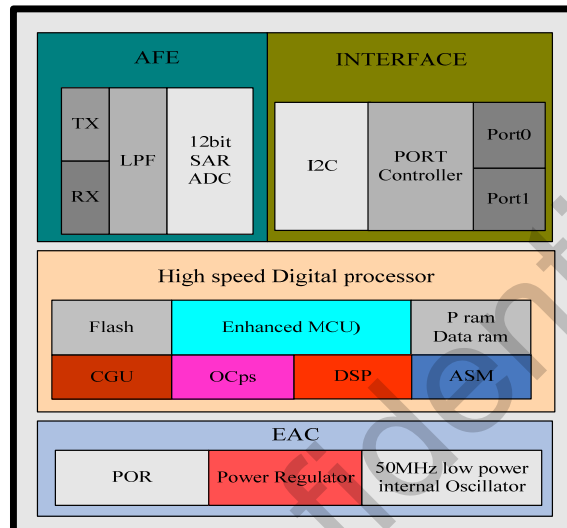 AFE
INTERFACE
TX
RX
LPF
12bit
SAR
ADC
I2C
PORT
Controller
Port0
Port1
High speed Digital processor
Flash
Enhanced MCU)
P ram
Data ram
CGU
OCps
DSP
ASM
EAC
POR
Power Regulator
50MHz low power
internal Oscillator
fidenti